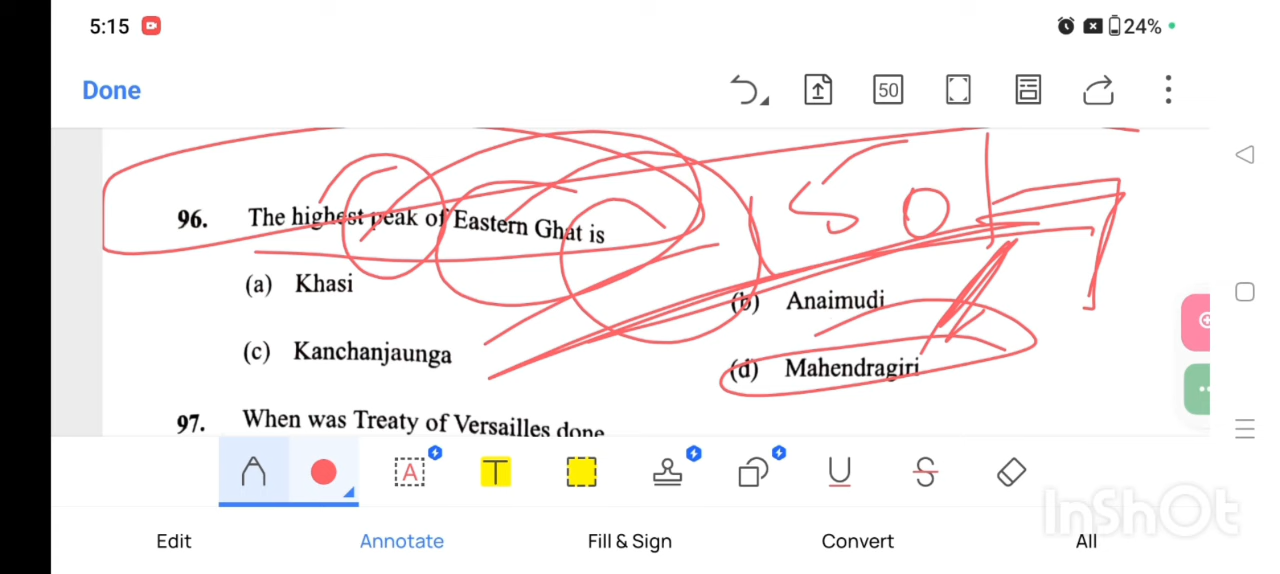 5:15 24%
Done 50
96. The highest peak of Eastern Ghat is
(a) Khasi
(b) Anaimudi
(c) Kanchanjaunga
(d) Mahendragiri
97. When was Treaty of Versailles done
A T U S
InShOt
Edit Annotate Fill & Sign Convert All